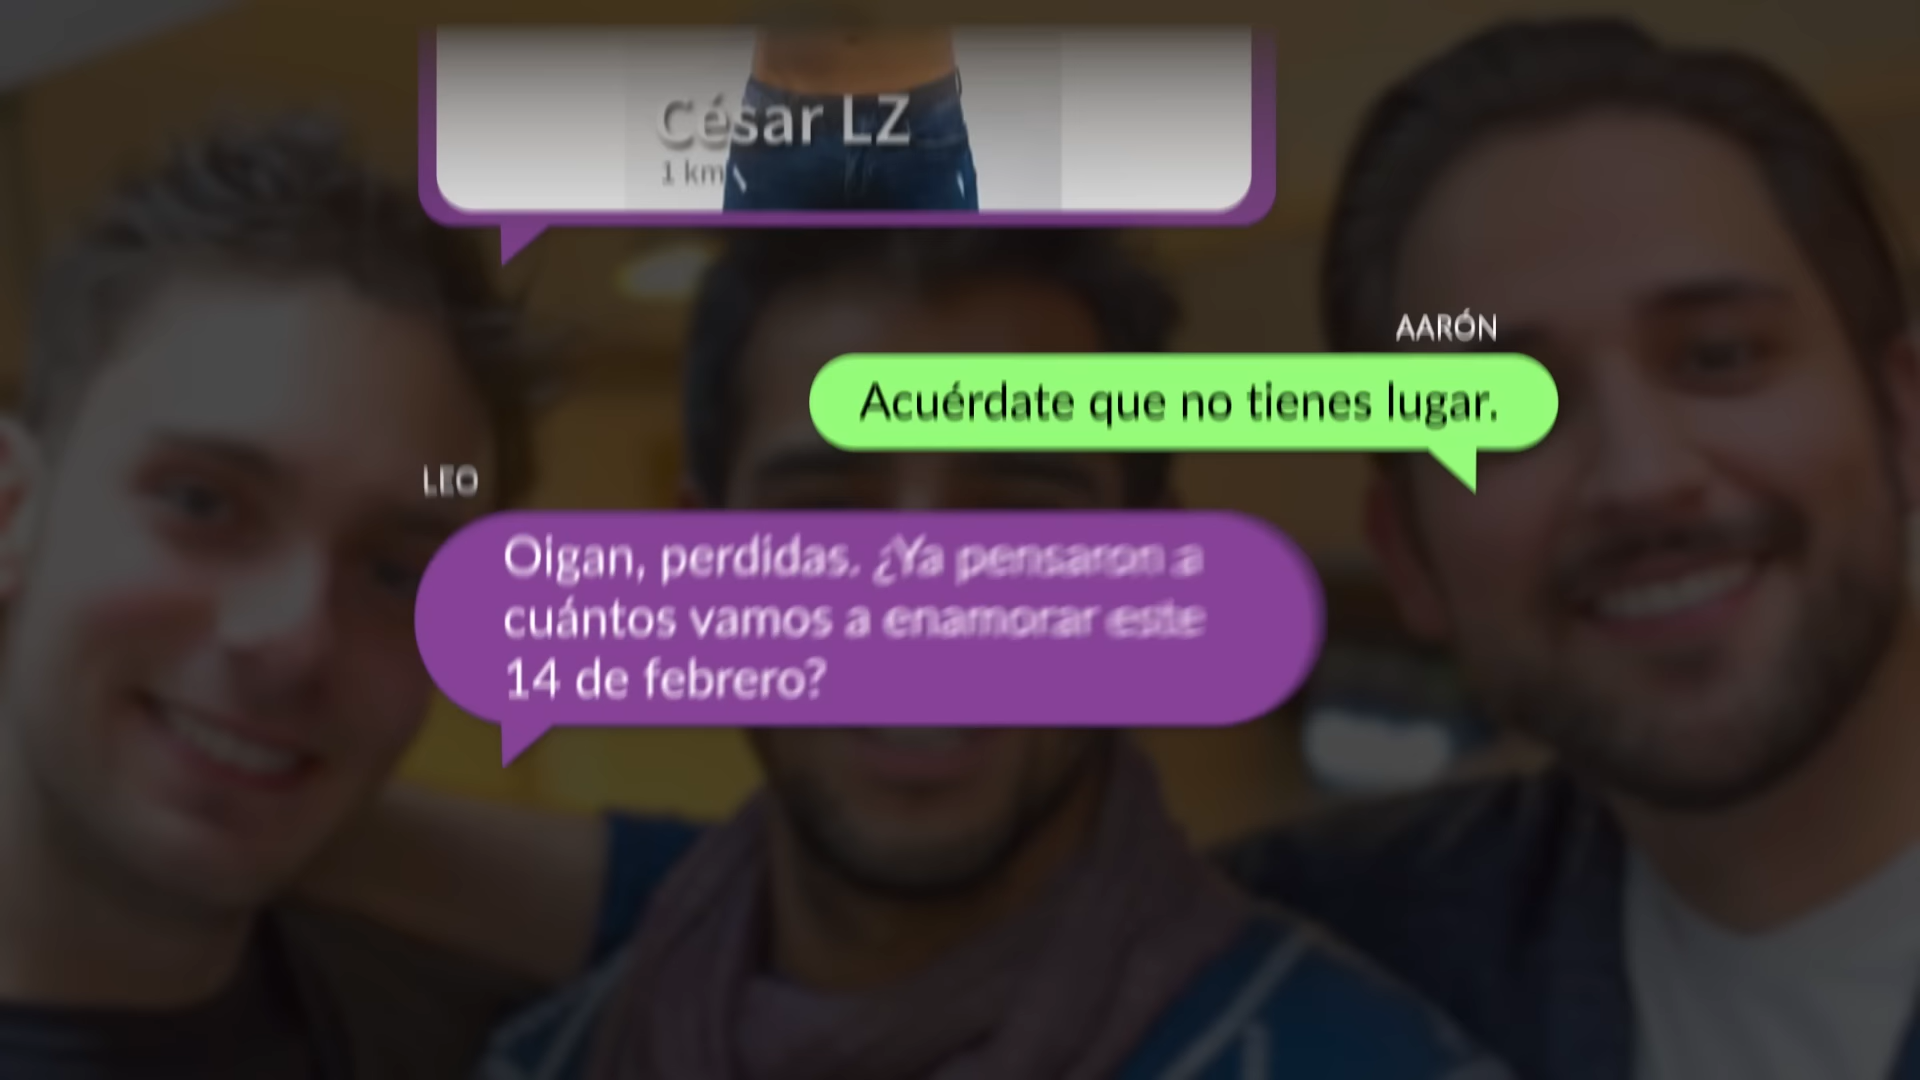 César LZ
1 km
AARÓN
Acuérdate que no tienes lugar.
LEO
Oigan, perdidas. ¿Ya pensaron a
cuántos vamos a enamorar este
14 de febrero?